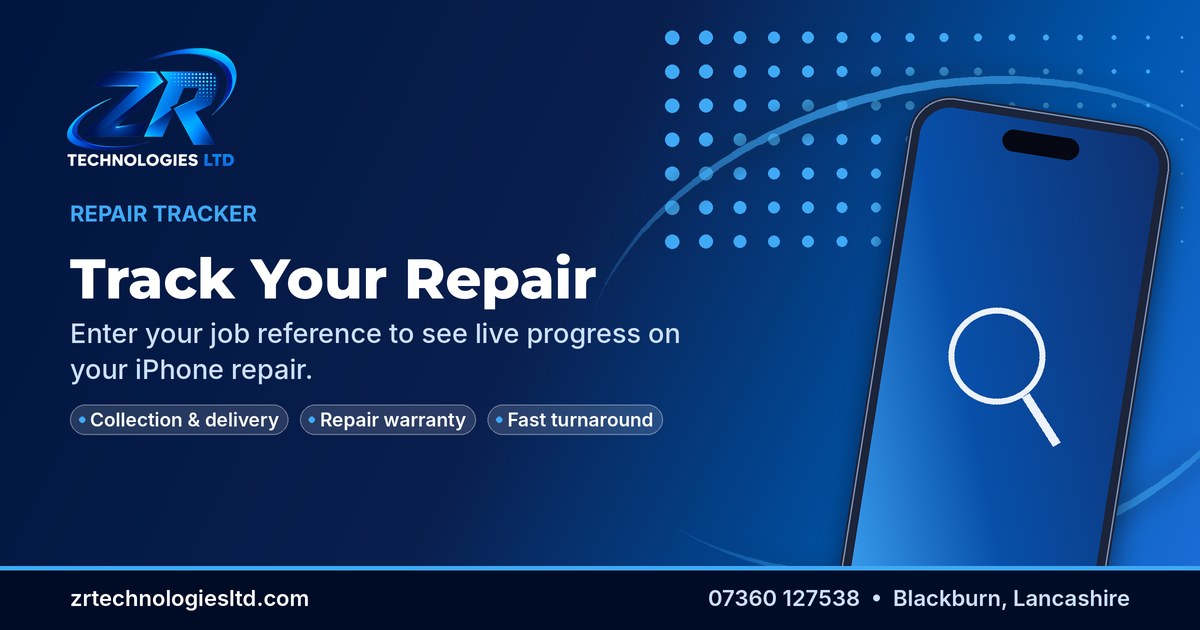 ZR
TECHNOLOGIES LTD
REPAIR TRACKER
Track Your Repair
Enter your job reference to see live progress on
your iPhone repair.
Collection & delivery
Repair warranty
Fast turnaround
zrtechnologiesltd.com
07360 127538 • Blackburn, Lancashire